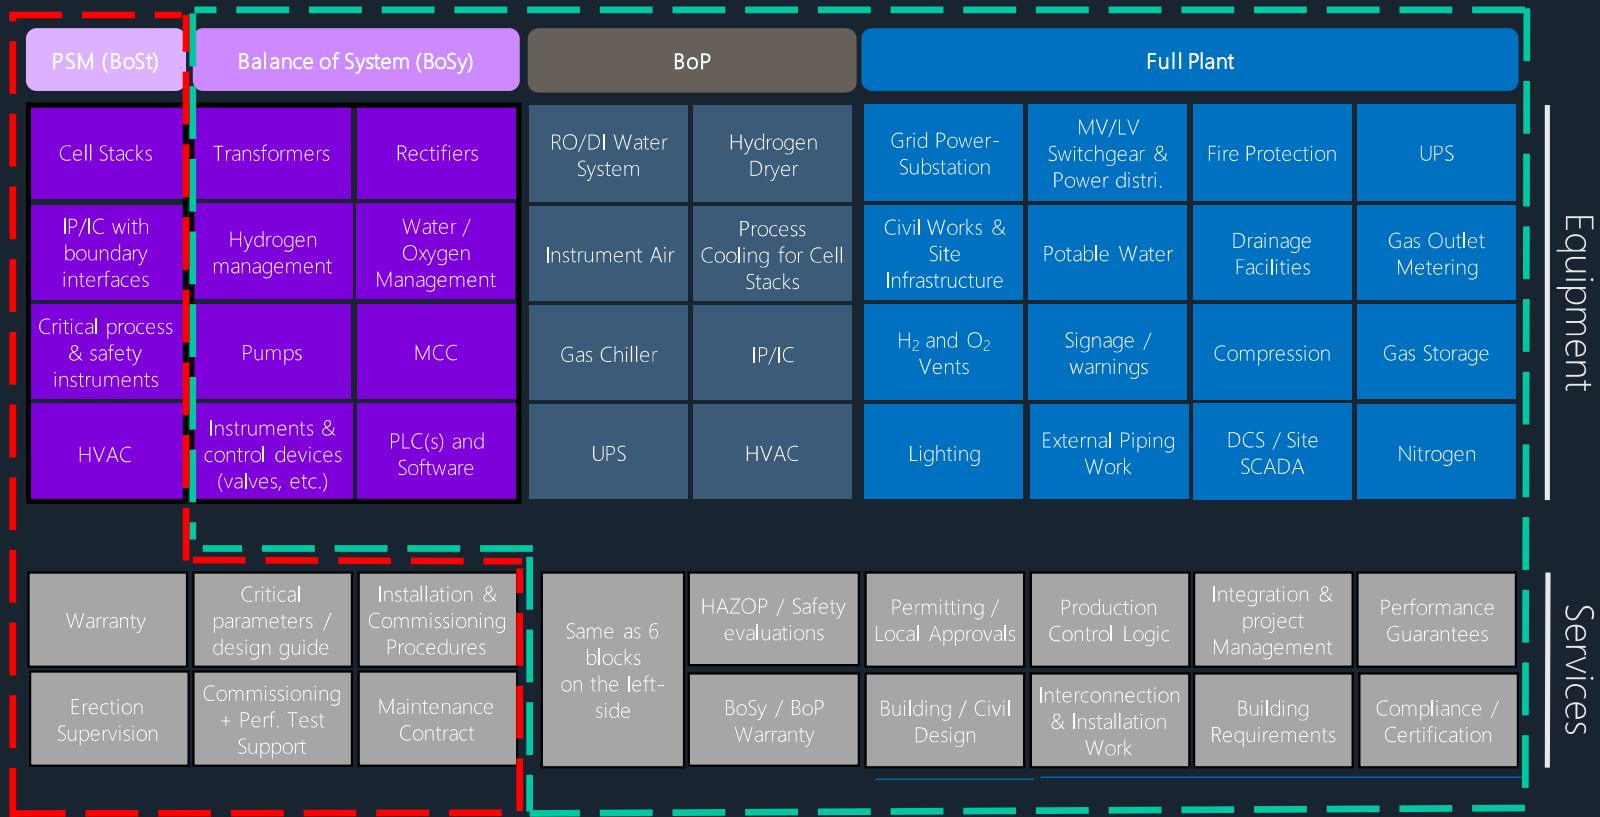 PSM (BoSt)
Balance of System (BoSy)
BoP
Full Plant
Cell Stacks
Transformers
Rectifiers
RO/DI Water
System
Hydrogen
Dryer
Grid Power-
Substation
MV/LV
Switchgear &
Power distri.
Fire Protection
UPS
IP/IC with
boundary
interfaces
Hydrogen
management
Water /
Oxygen
Management
Instrument Air
Process
Cooling for Cell
Stacks
Civil Works &
Site
Infrastructure
Potable Water
Drainage
Facilities
Gas Outlet
Metering
Critical process
& safety
instruments
Pumps
MCC
Gas Chiller
IP/IC
H₂ and O₂
Vents
Signage /
warnings
Compression
Gas Storage
HVAC
Instruments &
control devices
(valves, etc.)
PLC(s) and
Software
UPS
HVAC
Lighting
External Piping
Work
DCS / Site
SCADA
Nitrogen
Equipment
Warranty
Critical
parameters /
design guide
Installation &
Commissioning
Procedures
Same as 6
blocks
on the left-
side
HAZOP / Safety
evaluations
Permitting /
Local Approvals
Production
Control Logic
Integration &
project
Management
Performance
Guarantees
Erection
Supervision
Commissioning
+ Perf. Test
Support
Maintenance
Contract
BoSy / BoP
Warranty
Building / Civil
Design
Interconnection
& Installation
Work
Building
Requirements
Compliance /
Certification
Services